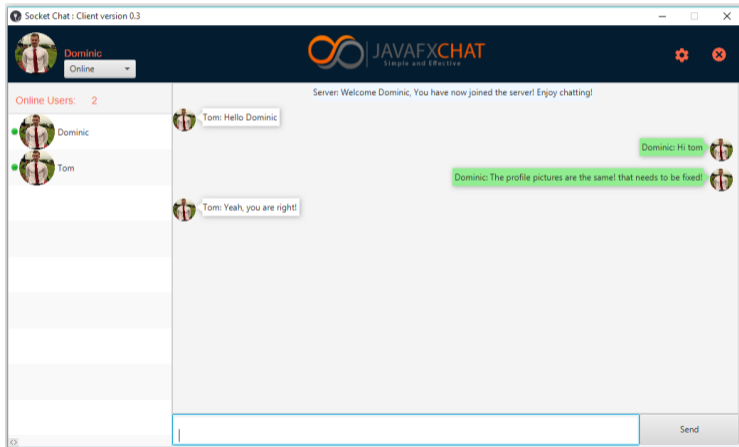 Socket Chat : Client version 0.3
Dominic
Online
JAVAFXCHAT
Simple and Effective
Online Users: 2
Dominic
Tom
Server: Welcome Dominic, You have now joined the server! Enjoy chatting!
Tom: Hello Dominic
Dominic: Hi tom
Dominic: The profile pictures are the same! that needs to be fixed!
Tom: Yeah, you are right!
Send